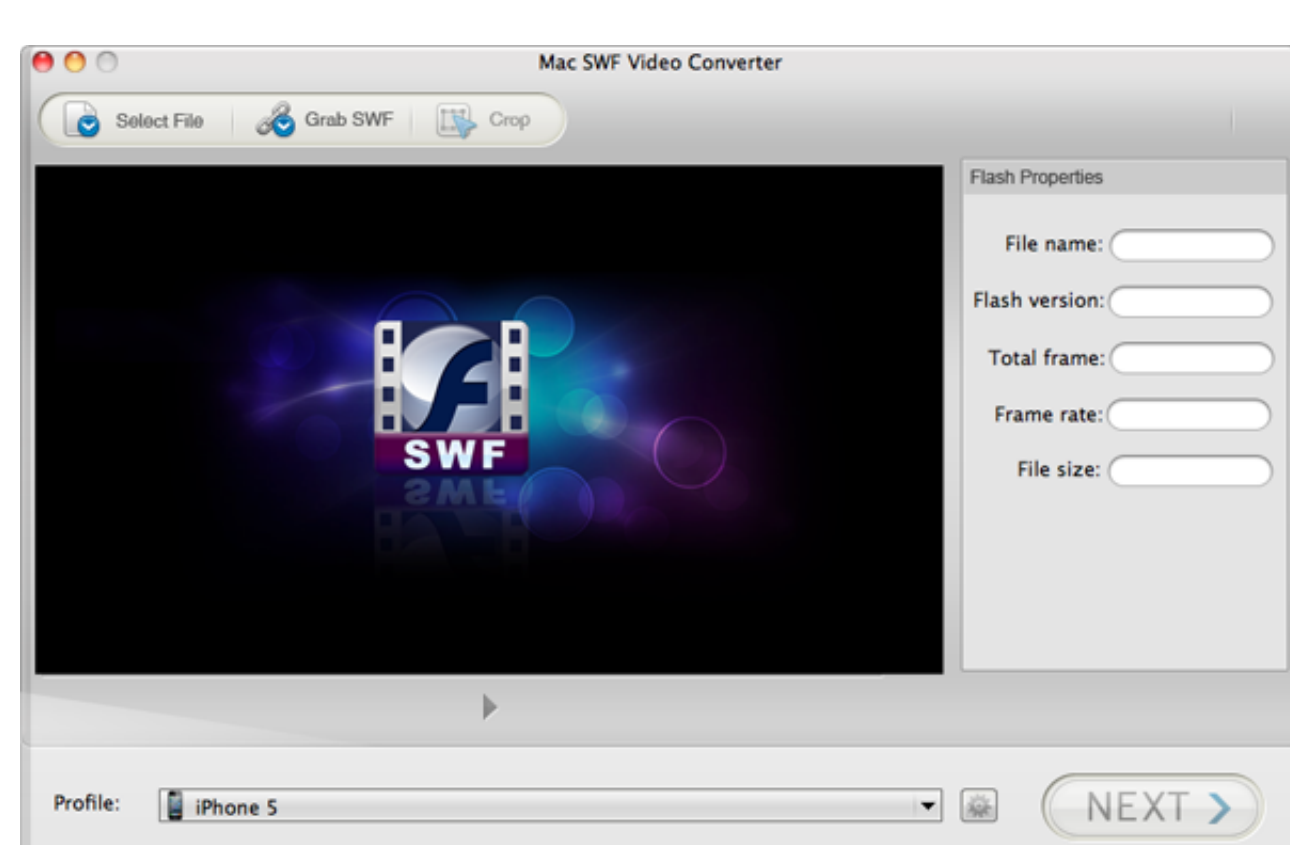 Mac SWF Video Converter
Select File
Grab SWF
Crop
Flash Properties
File name:
Flash version:
Total frame:
Frame rate:
File size:
SWF
Profile:
iPhone 5
NEXT